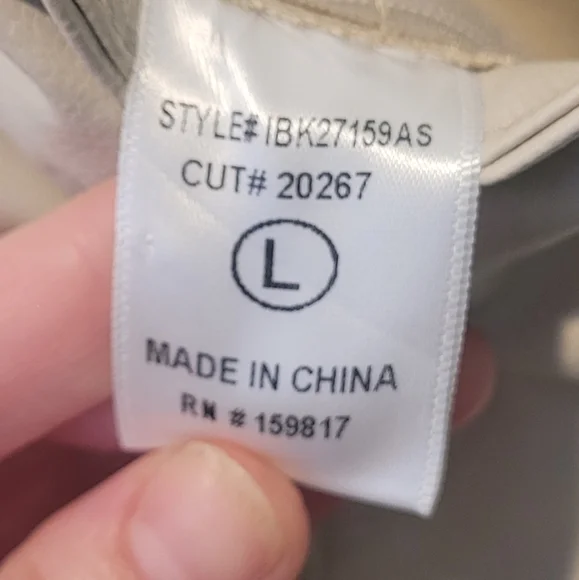 STYLE# IBK27159AS
CUT# 20267
L
MADE IN CHINA
RN # 159817